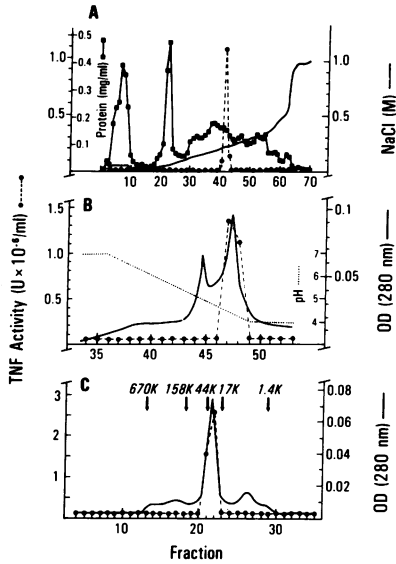 A
0.5
0.4
0.3
0.2
0.1
Protein (mg/ml)
1.0
0.5
1.0
0.5
NaCl (M)
0 10 20 30 40 50 60 70
B
1.5
1.0
0.5
7
6
5
4
pH
0.1
0.05
OD (280 nm)
35 40 45 50
TNF Activity (U × 10⁻⁶/ml)
C
670K 158K 44K 17K 1.4K
3
2
1
0.08
0.06
0.04
0.02
OD (280 nm)
10 20 30
Fraction